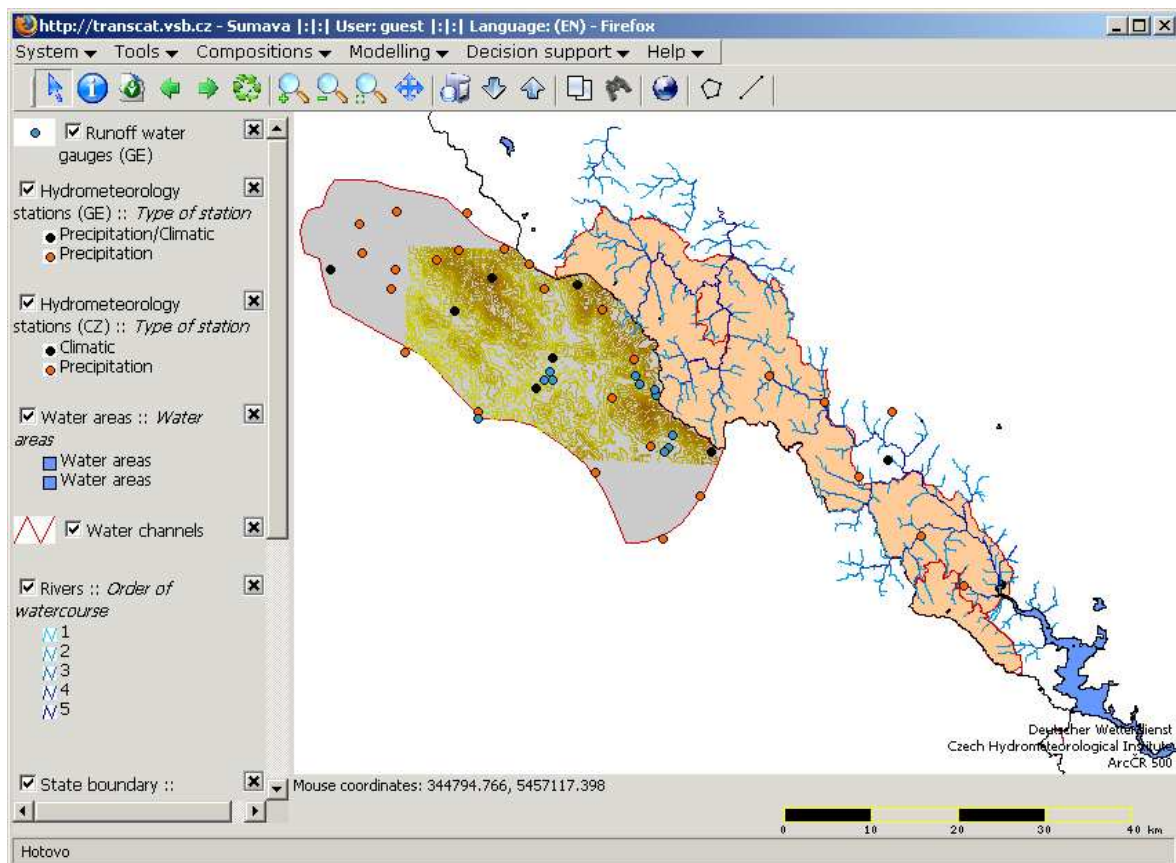 http://transcat.vsb.cz - Sumava |:|:| User: guest |:|:| Language: (EN) - Firefox
System Tools Compositions Modelling Decision support Help
Runoff water
gauges (GE)
Hydrometeorology
stations (GE) :: Type of station
Precipitation/Climatic
Precipitation
Hydrometeorology
stations (CZ) :: Type of station
Climatic
Precipitation
Water areas :: Water
areas
Water areas
Water areas
Water channels
Rivers :: Order of
watercourse
1
2
3
4
5
State boundary ::
Deutscher Wetterdienst
Czech Hydrometeorological Institute
ArcČR 500
Mouse coordinates: 344794.766, 5457117.398
0 10 20 30 40 km
Hotovo